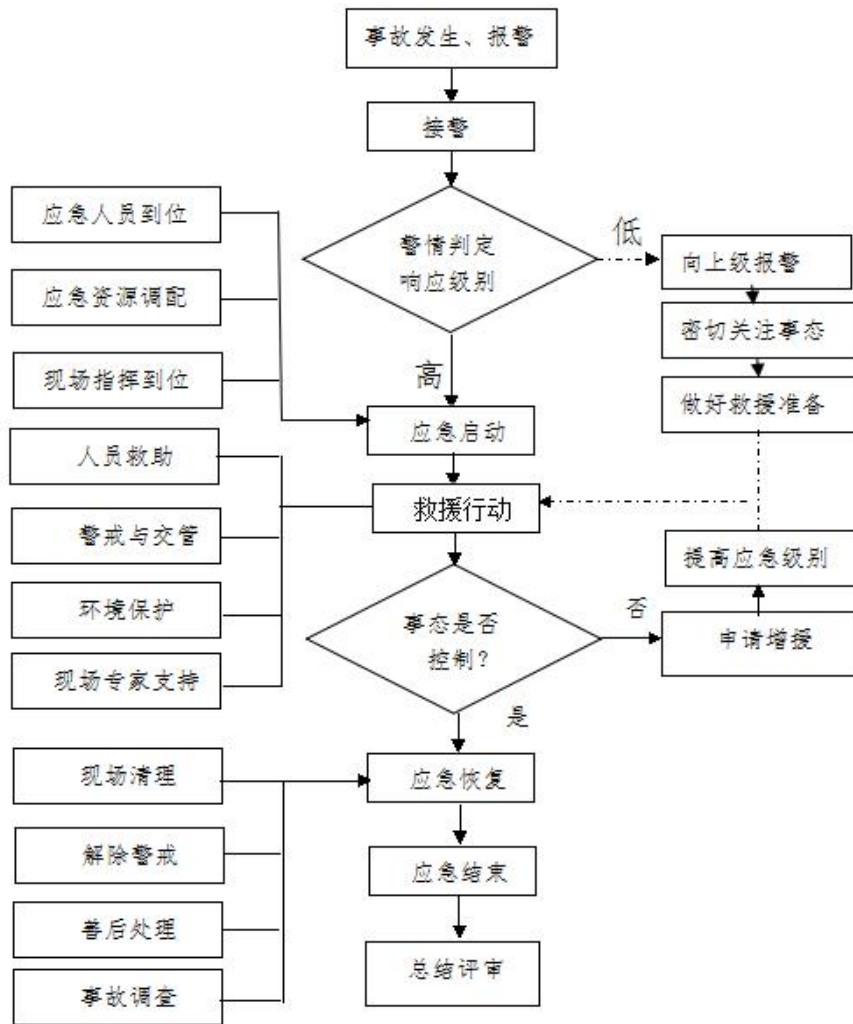 事故发生、报警
接警
应急人员到位
警情判定
响应级别
低
向上级报警
应急资源调配
密切关注事态
现场指挥到位
高
做好救援准备
应急启动
人员救助
救援行动
警戒与交管
提高应急级别
环境保护
事态是否
控制?
否
申请增援
现场专家支持
是
现场清理
应急恢复
解除警戒
应急结束
善后处理
总结评审
事故调查